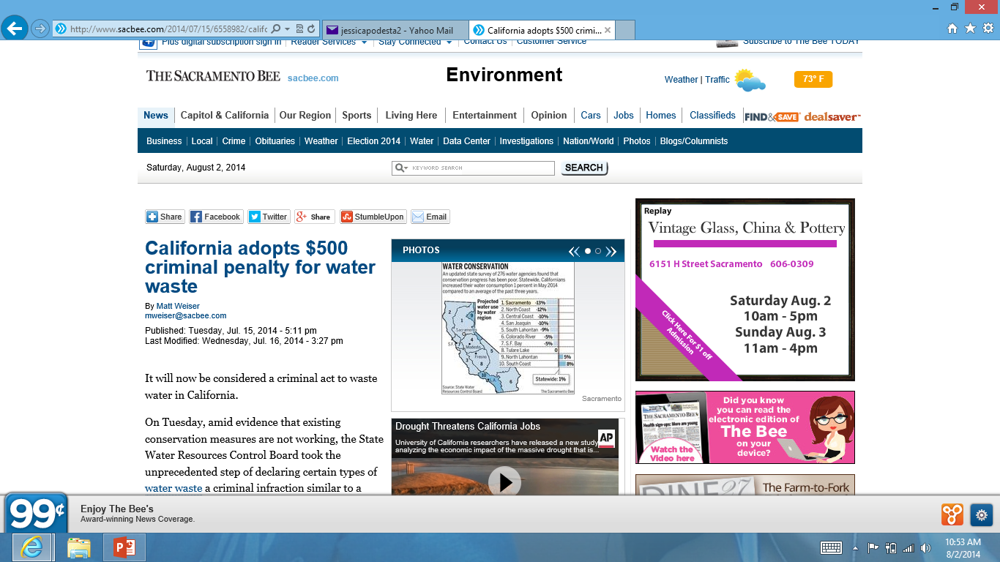 http://www.sacbee.com/2014/07/15/6558982/califc
jessicapodesta2 - Yahoo Mail
California adopts $500 crimi...
Plus digital subscription sign in | Reader Services | Stay Connected | Contact Us | Customer Service
Subscribe to The Bee TODAY
THE SACRAMENTO BEE sacbee.com
Environment
Weather | Traffic
73° F
News Capitol & California Our Region Sports Living Here Entertainment Opinion Cars Jobs Homes Classifieds FIND&SAVE dealsaver
Business Local Crime Obituaries Weather Election 2014 Water Data Center Investigations Nation/World Photos Blogs/Columnists
Saturday, August 2, 2014
KEYWORD SEARCH
SEARCH
Share Facebook Twitter Share StumbleUpon Email
California adopts $500
criminal penalty for water
waste
By Matt Weiser
mweiser@sacbee.com
Published: Tuesday, Jul. 15, 2014 - 5:11 pm
Last Modified: Wednesday, Jul. 16, 2014 - 3:27 pm
It will now be considered a criminal act to waste
water in California.
On Tuesday, amid evidence that existing
conservation measures are not working, the State
Water Resources Control Board took the
unprecedented step of declaring certain types of
water waste a criminal infraction similar to a
PHOTOS
WATER CONSERVATION
An updated state survey of 276 water agencies found that
conservation progress has been poor. Statewide, Californians
increased their water consumption 1 percent in May 2014
compared to an average of the past three years.
Projected
water use
by water
region
1. Sacramento -13%
2. North Coast -12%
3. Central Coast -10%
4. San Joaquin -10%
5. South Lahontan -9%
6. Colorado River -5%
7. S.F. Bay -5%
8. Tulare Lake 0
9. North Lahontan 5%
10. South Coast 8%
Statewide: 1%
Sacramento
S.F.
Modesto
Fresno
L.A.
Source: State Water
Resources Control Board
The Sacramento Bee
Sacramento
Drought Threatens California Jobs
University of California researchers have released a new study
analyzing the economic impact of the massive drought that is...
AP
Replay
Vintage Glass, China & Pottery
6151 H Street Sacramento 606-0309
Saturday Aug. 2
10am - 5pm
Sunday Aug. 3
11am - 4pm
Click Here For $1 off
Admission
Did you know
you can read the
electronic edition of
The Bee
on your
device?
THE SACRAMENTO BEE
Health sign-ups: More are young
Watch the
Video here
DINE 27
The Farm-to-Fork
99¢
Enjoy The Bee's
Award-winning News Coverage.
10:53 AM
8/2/2014